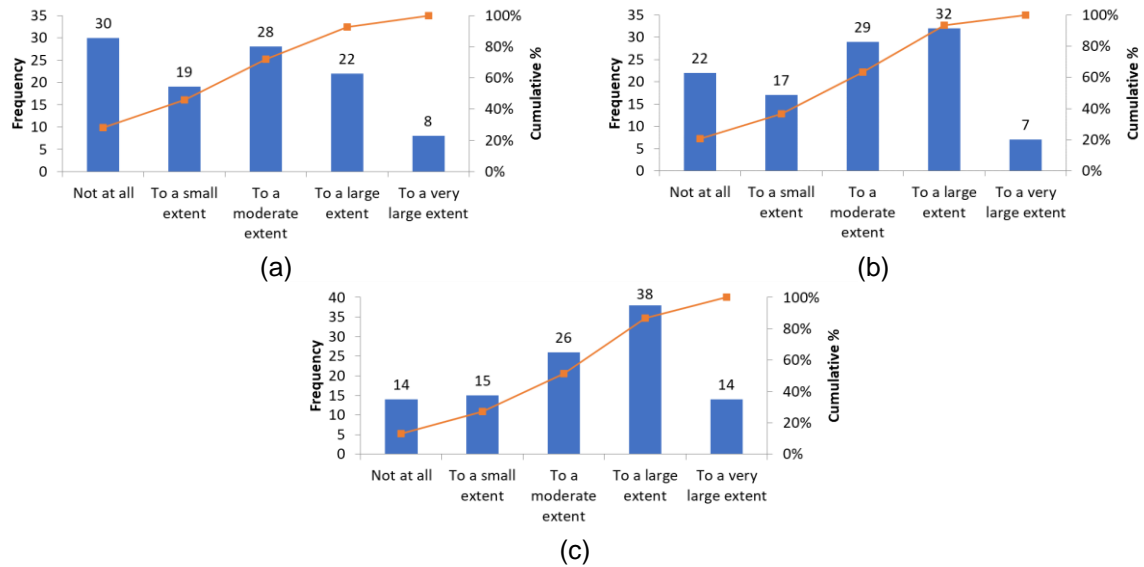 35
30
25
20
15
10
5
0
Frequency
30
19
28
22
8
100%
80%
60%
40%
20%
0%
Cumulative %
Not at all
To a small
extent
To a
moderate
extent
To a large
extent
To a very
large extent
(a)
35
30
25
20
15
10
5
0
Frequency
22
17
29
32
7
100%
80%
60%
40%
20%
0%
Cumulative %
Not at all
To a small
extent
To a
moderate
extent
To a large
extent
To a very
large extent
(b)
40
35
30
25
20
15
10
5
0
Frequency
14
15
26
38
14
100%
80%
60%
40%
20%
0%
Cumulative %
Not at all
To a small
extent
To a
moderate
extent
To a large
extent
To a very
large extent
(c)